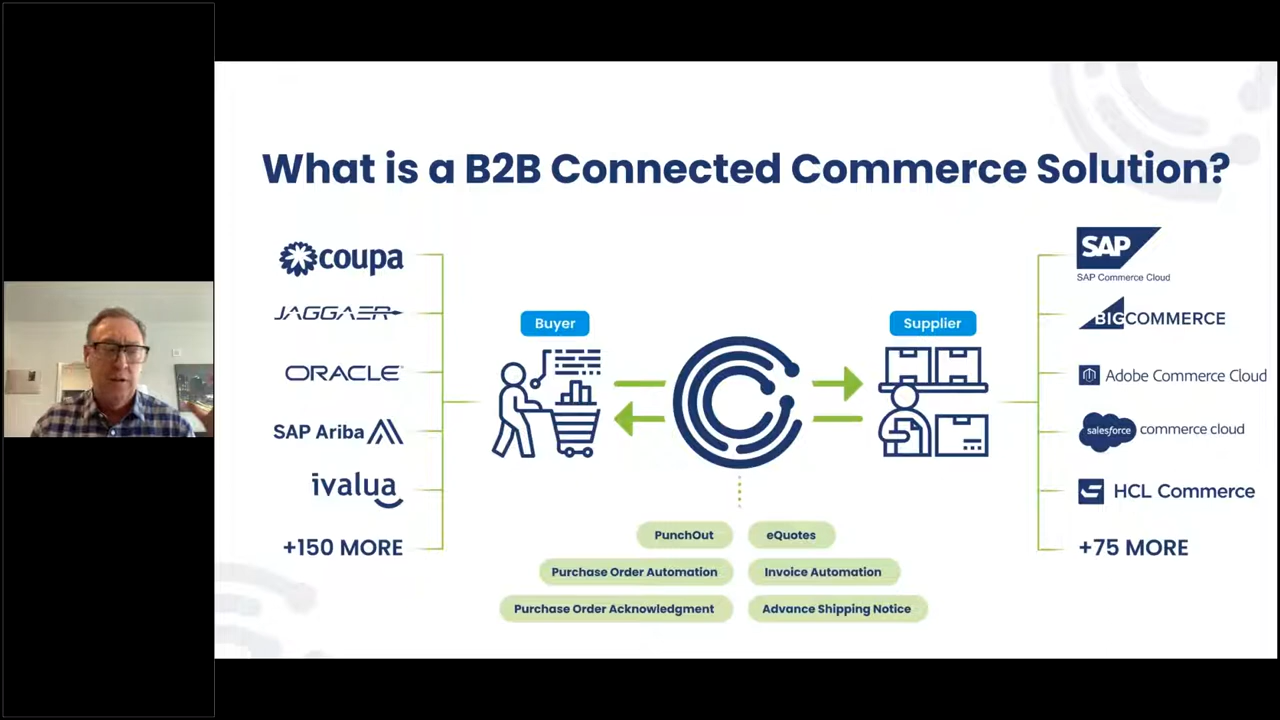 What is a B2B Connected Commerce Solution?
coupa
JAGGAER
ORACLE
SAP Ariba
ivalua
+150 MORE
Buyer
Supplier
SAP
SAP Commerce Cloud
BIGCOMMERCE
Adobe Commerce Cloud
salesforce commerce cloud
HCL Commerce
+75 MORE
PunchOut
eQuotes
Purchase Order Automation
Invoice Automation
Purchase Order Acknowledgment
Advance Shipping Notice